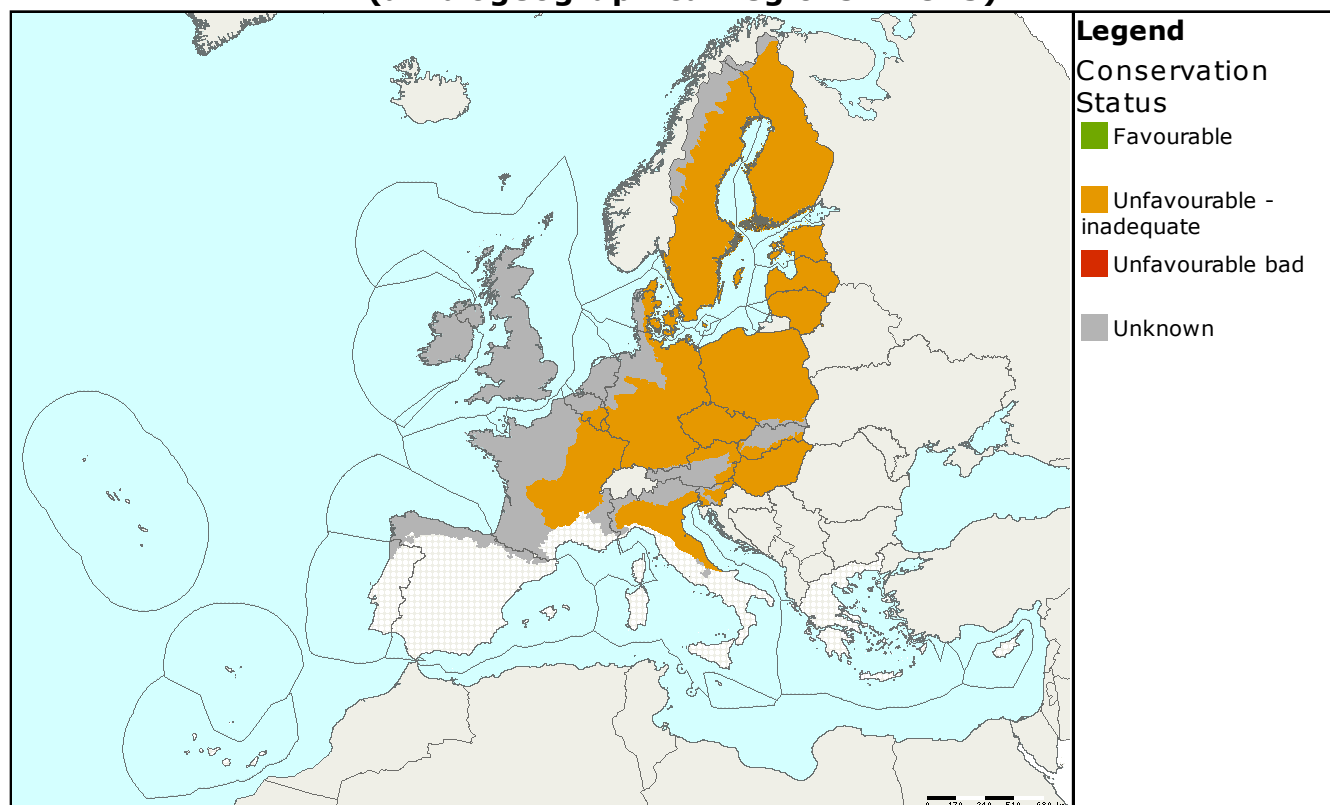 Legend
Conservation
Status
Favourable
Unfavourable -
inadequate
Unfavourable bad
Unknown